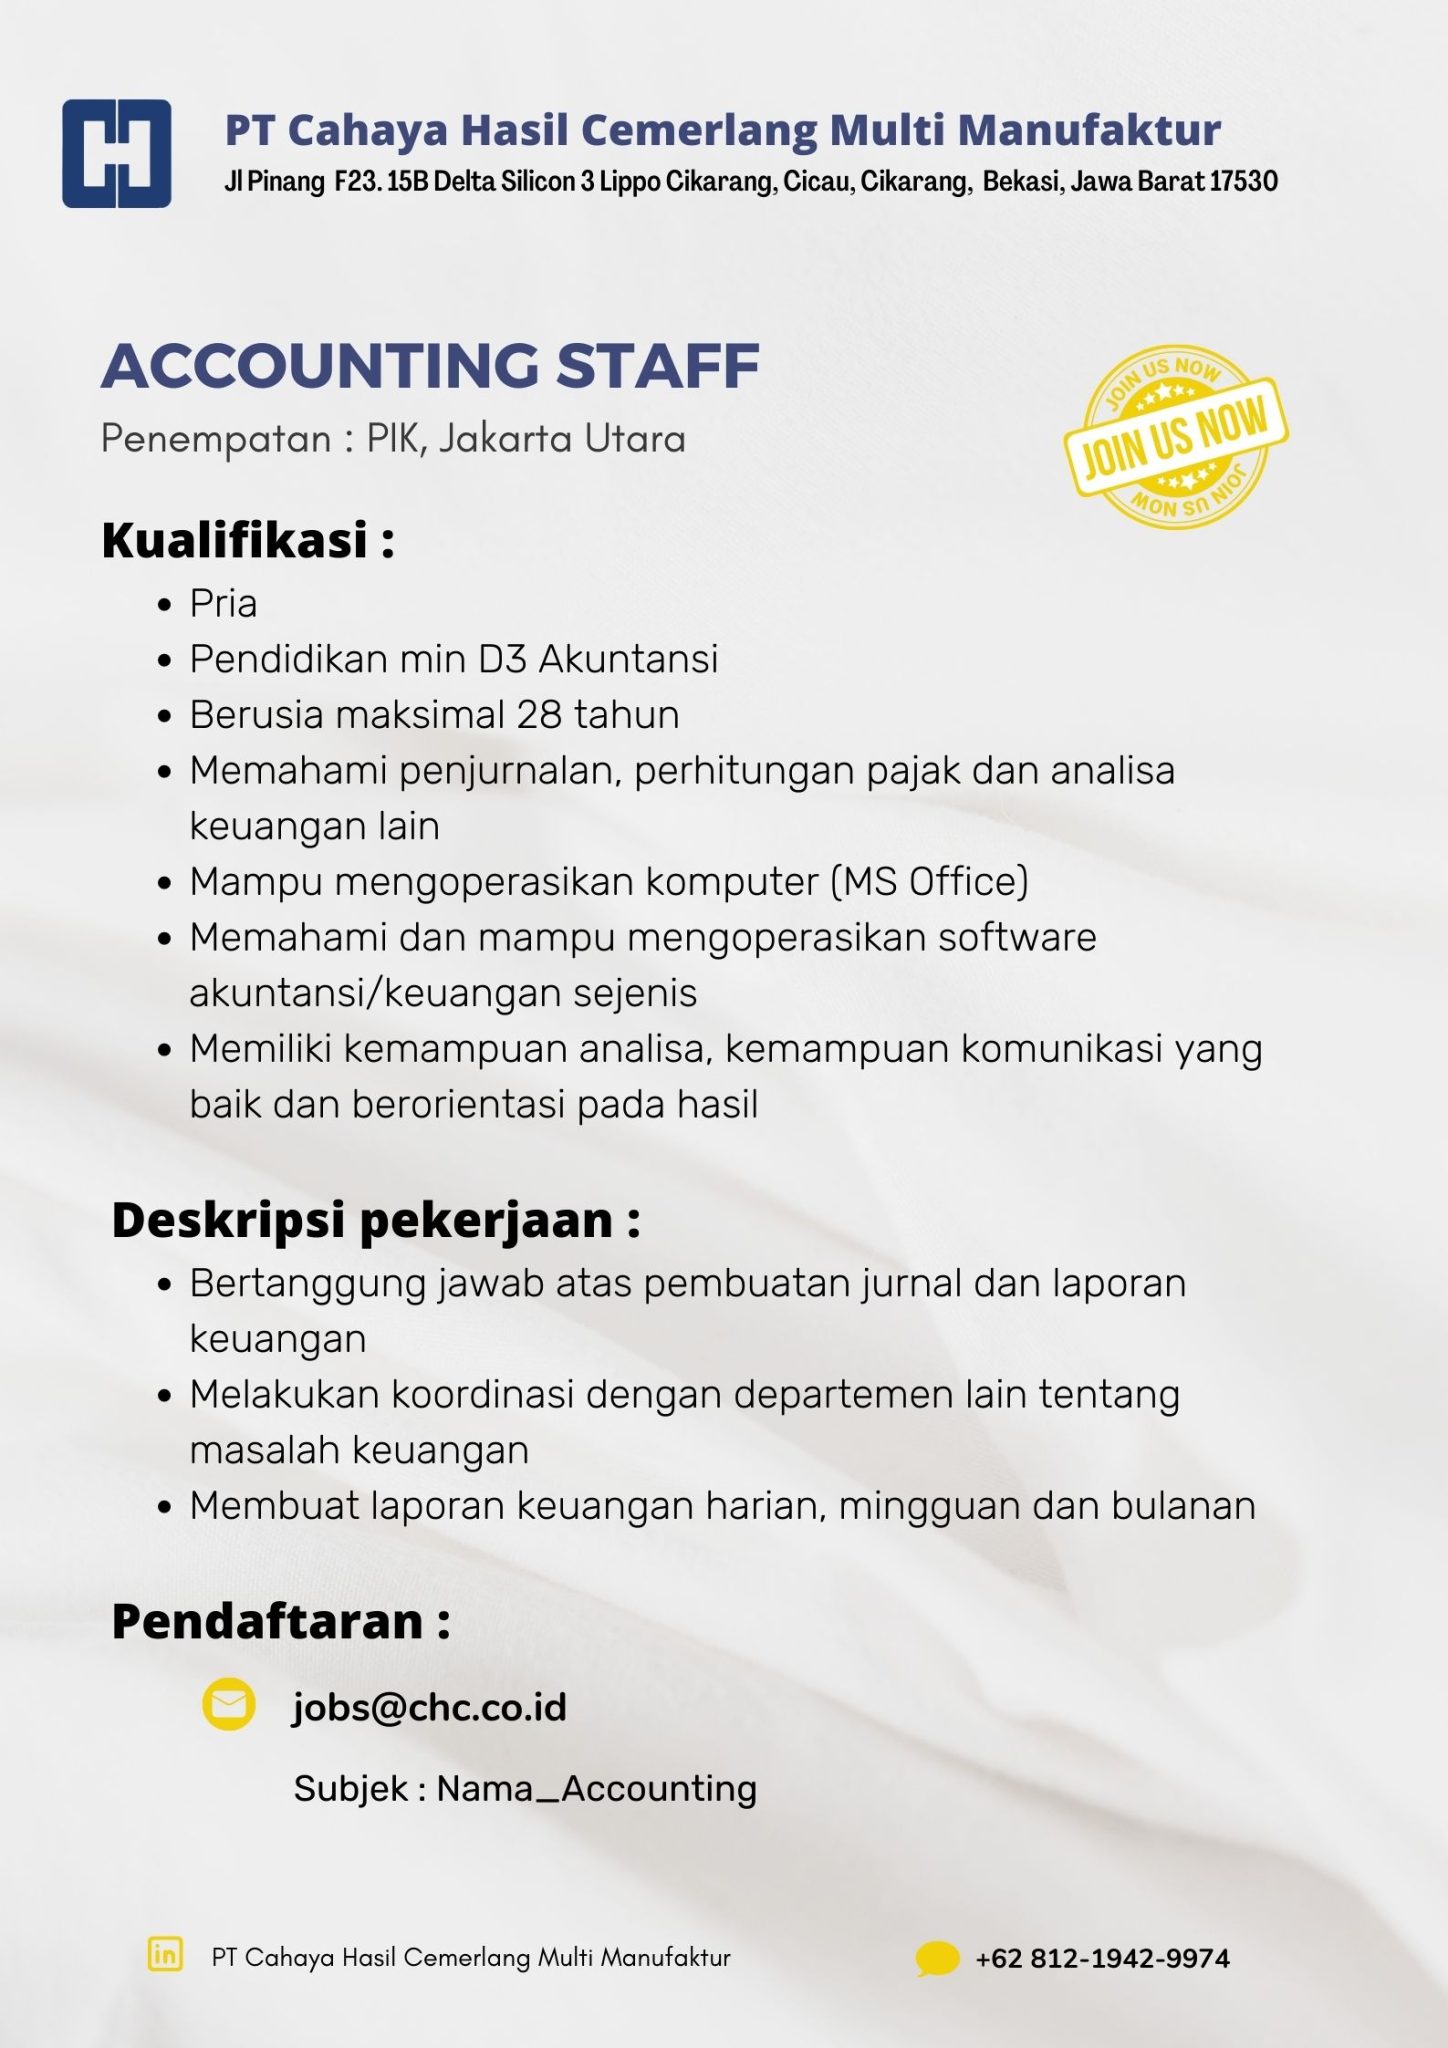 PT Cahaya Hasil Cemerlang Multi Manufaktur
Jl Pinang F23. 15B Delta Silicon 3 Lippo Cikarang, Cicau, Cikarang, Bekasi, Jawa Barat 17530
ACCOUNTING STAFF
Penempatan : PIK, Jakarta Utara
JOIN US NOW
JOIN US NOW
JOIN US NOW
Kualifikasi :
• Pria
• Pendidikan min D3 Akuntansi
• Berusia maksimal 28 tahun
• Memahami penjurnalan, perhitungan pajak dan analisa
keuangan lain
• Mampu mengoperasikan komputer (MS Office)
• Memahami dan mampu mengoperasikan software
akuntansi/keuangan sejenis
• Memiliki kemampuan analisa, kemampuan komunikasi yang
baik dan berorientasi pada hasil
Deskripsi pekerjaan :
• Bertanggung jawab atas pembuatan jurnal dan laporan
keuangan
• Melakukan koordinasi dengan departemen lain tentang
masalah keuangan
• Membuat laporan keuangan harian, mingguan dan bulanan
Pendaftaran :
jobs@chc.co.id
Subjek : Nama_Accounting
in PT Cahaya Hasil Cemerlang Multi Manufaktur
+62 812-1942-9974